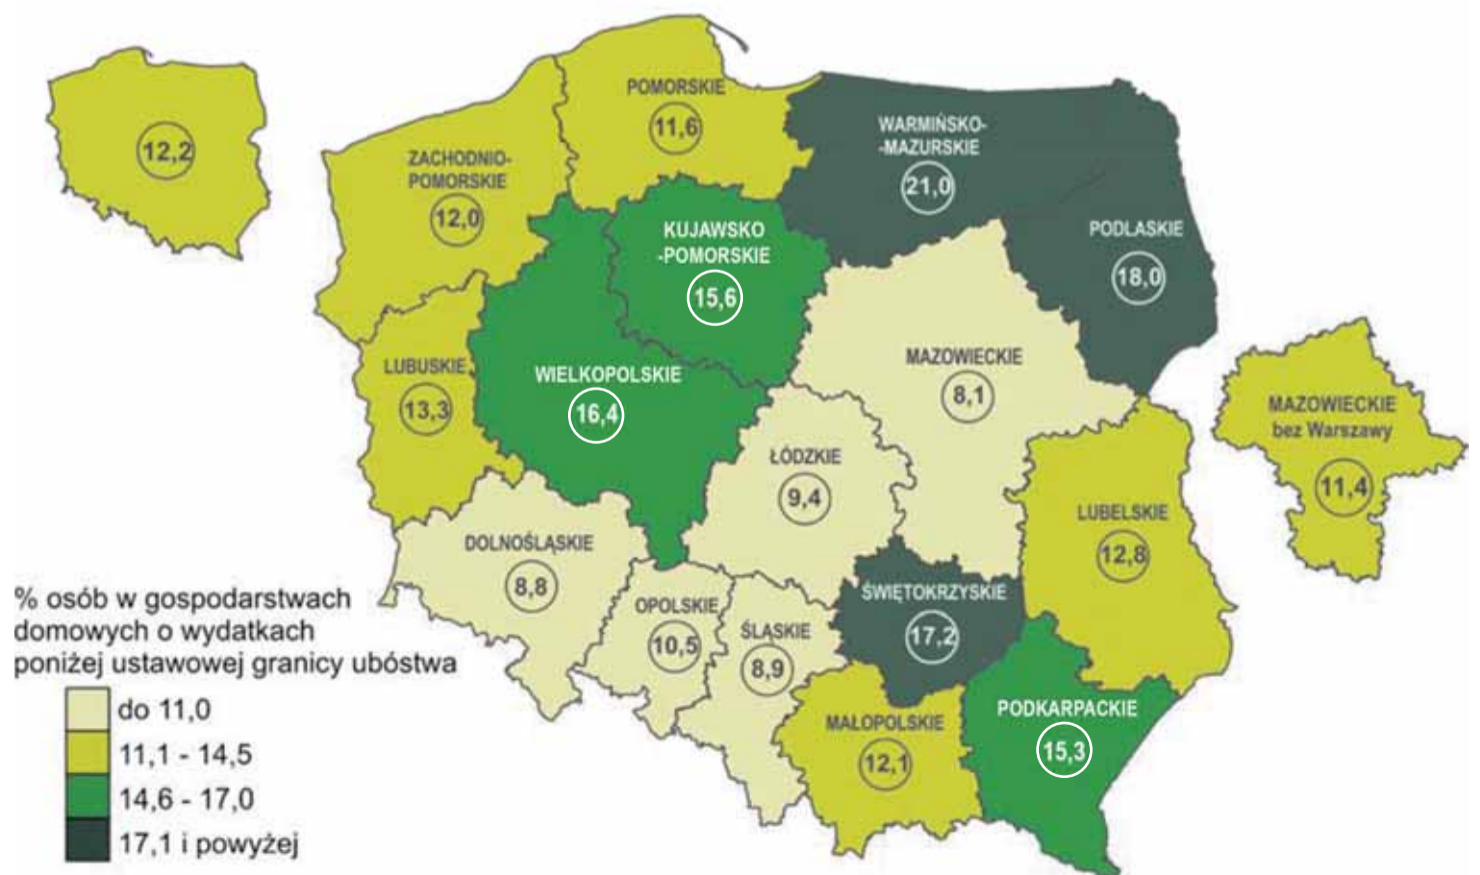 12,2
POMORSKIE
11,6
ZACHODNIO-
POMORSKIE
12,0
WARMIŃSKO-
-MAZURSKIE
21,0
KUJAWSKO
-POMORSKIE
15,6
PODLASKIE
18,0
LUBUSKIE
13,3
WIELKOPOLSKIE
16,4
MAZOWIECKIE
8,1
MAZOWIECKIE
bez Warszawy
11,4
ŁÓDZKIE
9,4
LUBELSKIE
12,8
DOLNOŚLĄSKIE
8,8
OPOLSKIE
10,5
ŚLĄSKIE
8,9
ŚWIĘTOKRZYSKIE
17,2
MAŁOPOLSKIE
12,1
PODKARPACKIE
15,3
% osób w gospodarstwach
domowych o wydatkach
poniżej ustawowej granicy ubóstwa
do 11,0
11,1 - 14,5
14,6 - 17,0
17,1 i powyżej